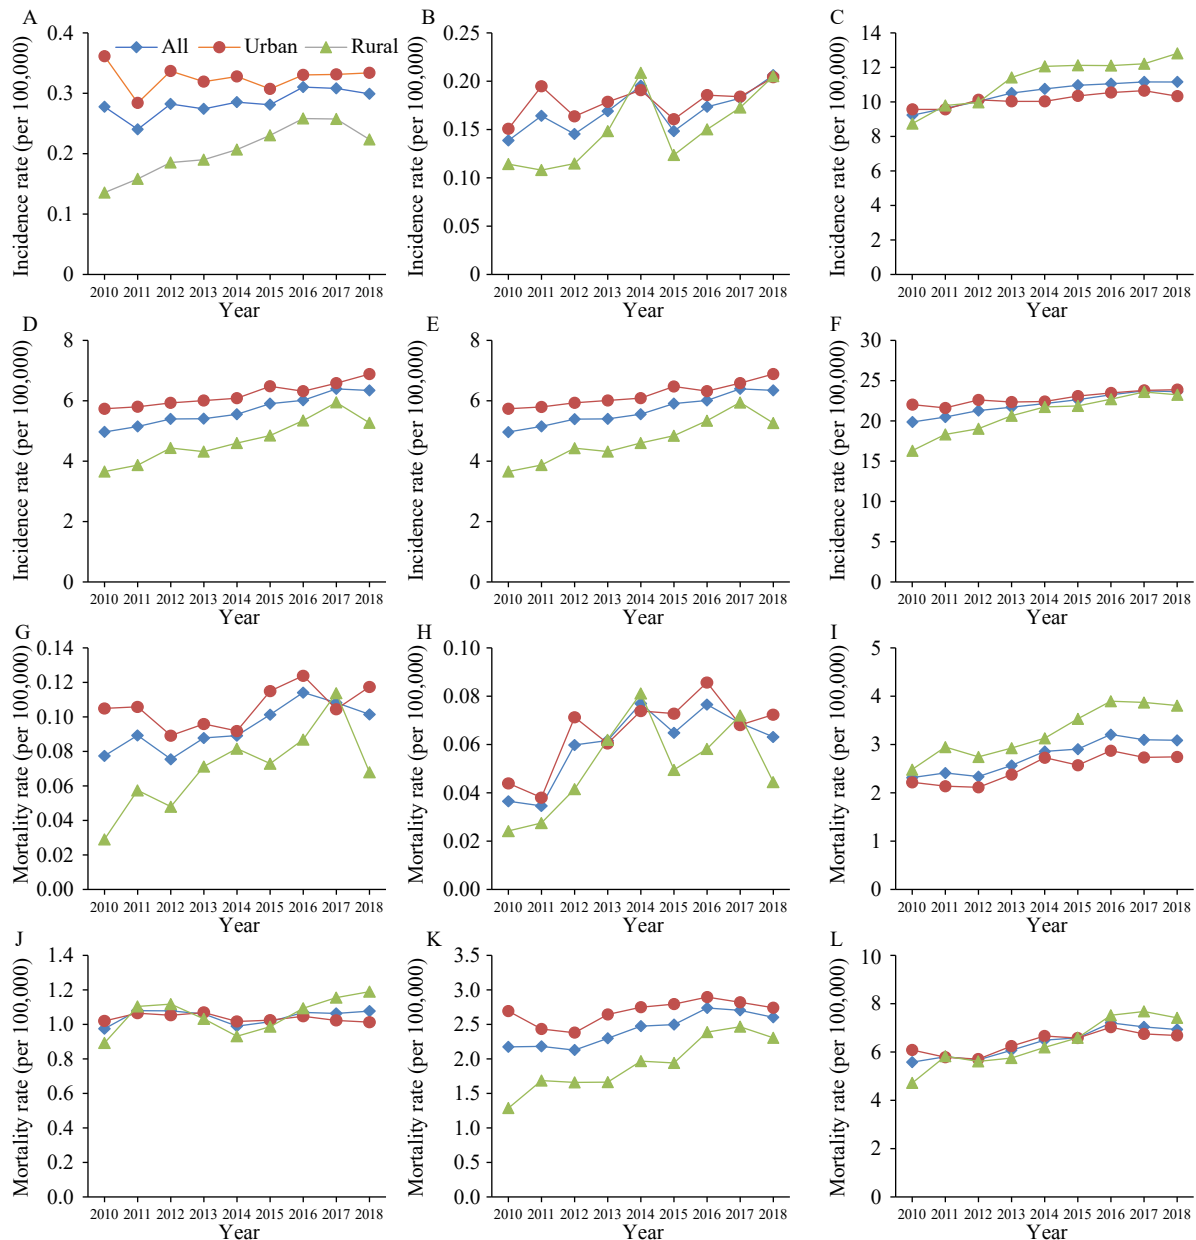 A
Incidence rate (per 100,000)
0.4
0.3
0.2
0.1
0
All
Urban
Rural
2010 2011 2012 2013 2014 2015 2016 2017 2018
Year
B
Incidence rate (per 100,000)
0.25
0.20
0.15
0.10
0.05
0
2010 2011 2012 2013 2014 2015 2016 2017 2018
Year
C
Incidence rate (per 100,000)
14
12
10
8
6
4
2
0
2010 2011 2012 2013 2014 2015 2016 2017 2018
Year
D
Incidence rate (per 100,000)
8
6
4
2
0
2010 2011 2012 2013 2014 2015 2016 2017 2018
Year
E
Incidence rate (per 100,000)
8
6
4
2
0
2010 2011 2012 2013 2014 2015 2016 2017 2018
Year
F
Incidence rate (per 100,000)
30
25
20
15
10
5
0
2010 2011 2012 2013 2014 2015 2016 2017 2018
Year
G
Mortality rate (per 100,000)
0.14
0.12
0.10
0.08
0.06
0.04
0.02
0.00
2010 2011 2012 2013 2014 2015 2016 2017 2018
Year
H
Mortality rate (per 100,000)
0.10
0.08
0.06
0.04
0.02
0.00
2010 2011 2012 2013 2014 2015 2016 2017 2018
Year
I
Mortality rate (per 100,000)
5
4
3
2
1
0
2010 2011 2012 2013 2014 2015 2016 2017 2018
Year
J
Mortality rate (per 100,000)
1.4
1.2
1.0
0.8
0.6
0.4
0.2
0.0
2010 2011 2012 2013 2014 2015 2016 2017 2018
Year
K
Mortality rate (per 100,000)
3.5
3.0
2.5
2.0
1.5
1.0
0.5
0.0
2010 2011 2012 2013 2014 2015 2016 2017 2018
Year
L
Mortality rate (per 100,000)
10
8
6
4
2
0
2010 2011 2012 2013 2014 2015 2016 2017 2018
Year